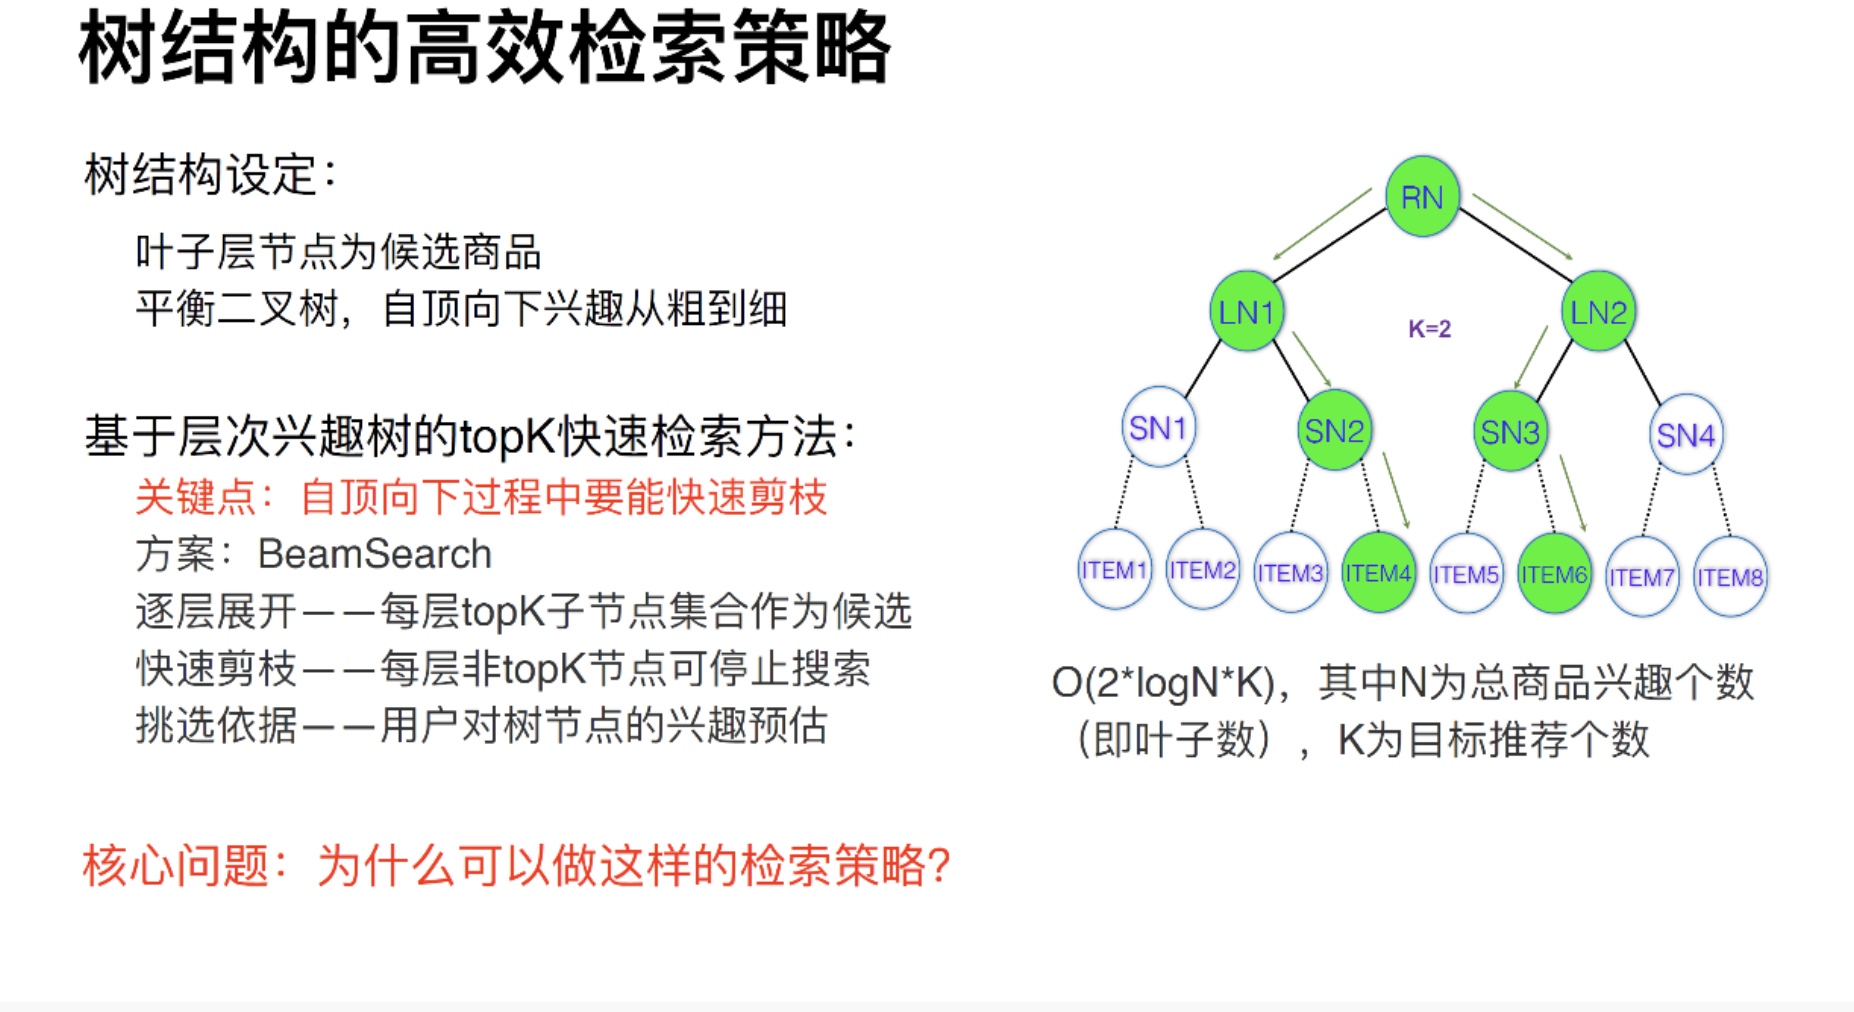 树结构的高效检索策略
树结构设定：
叶子层节点为候选商品
平衡二叉树，自顶向下兴趣从粗到细
基于层次兴趣树的topK快速检索方法：
关键点：自顶向下过程中要能快速剪枝
方案：BeamSearch
逐层展开——每层topK子节点集合作为候选
快速剪枝——每层非topK节点可停止搜索
挑选依据——用户对树节点的兴趣预估
核心问题：为什么可以做这样的检索策略?
RN
LN1
K=2
LN2
SN1
SN2
SN3
SN4
ITEM1
ITEM2
ITEM3
ITEM4
ITEM5
ITEM6
ITEM7
ITEM8
O(2*logN*K)，其中N为总商品兴趣个数
（即叶子数），K为目标推荐个数